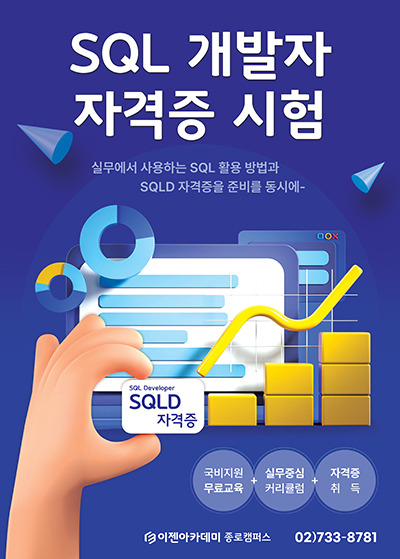 SQL 개발자
자격증 시험
실무에서 사용하는 SQL 활용 방법과
SQLD 자격증을 준비를 동시에-
SQL Developer
SQLD
자격증
국비지원 + 실무중심 + 자격증
무료교육 커리큘럼 취 득
이젠아카데미 종로캠퍼스 02)733-8781